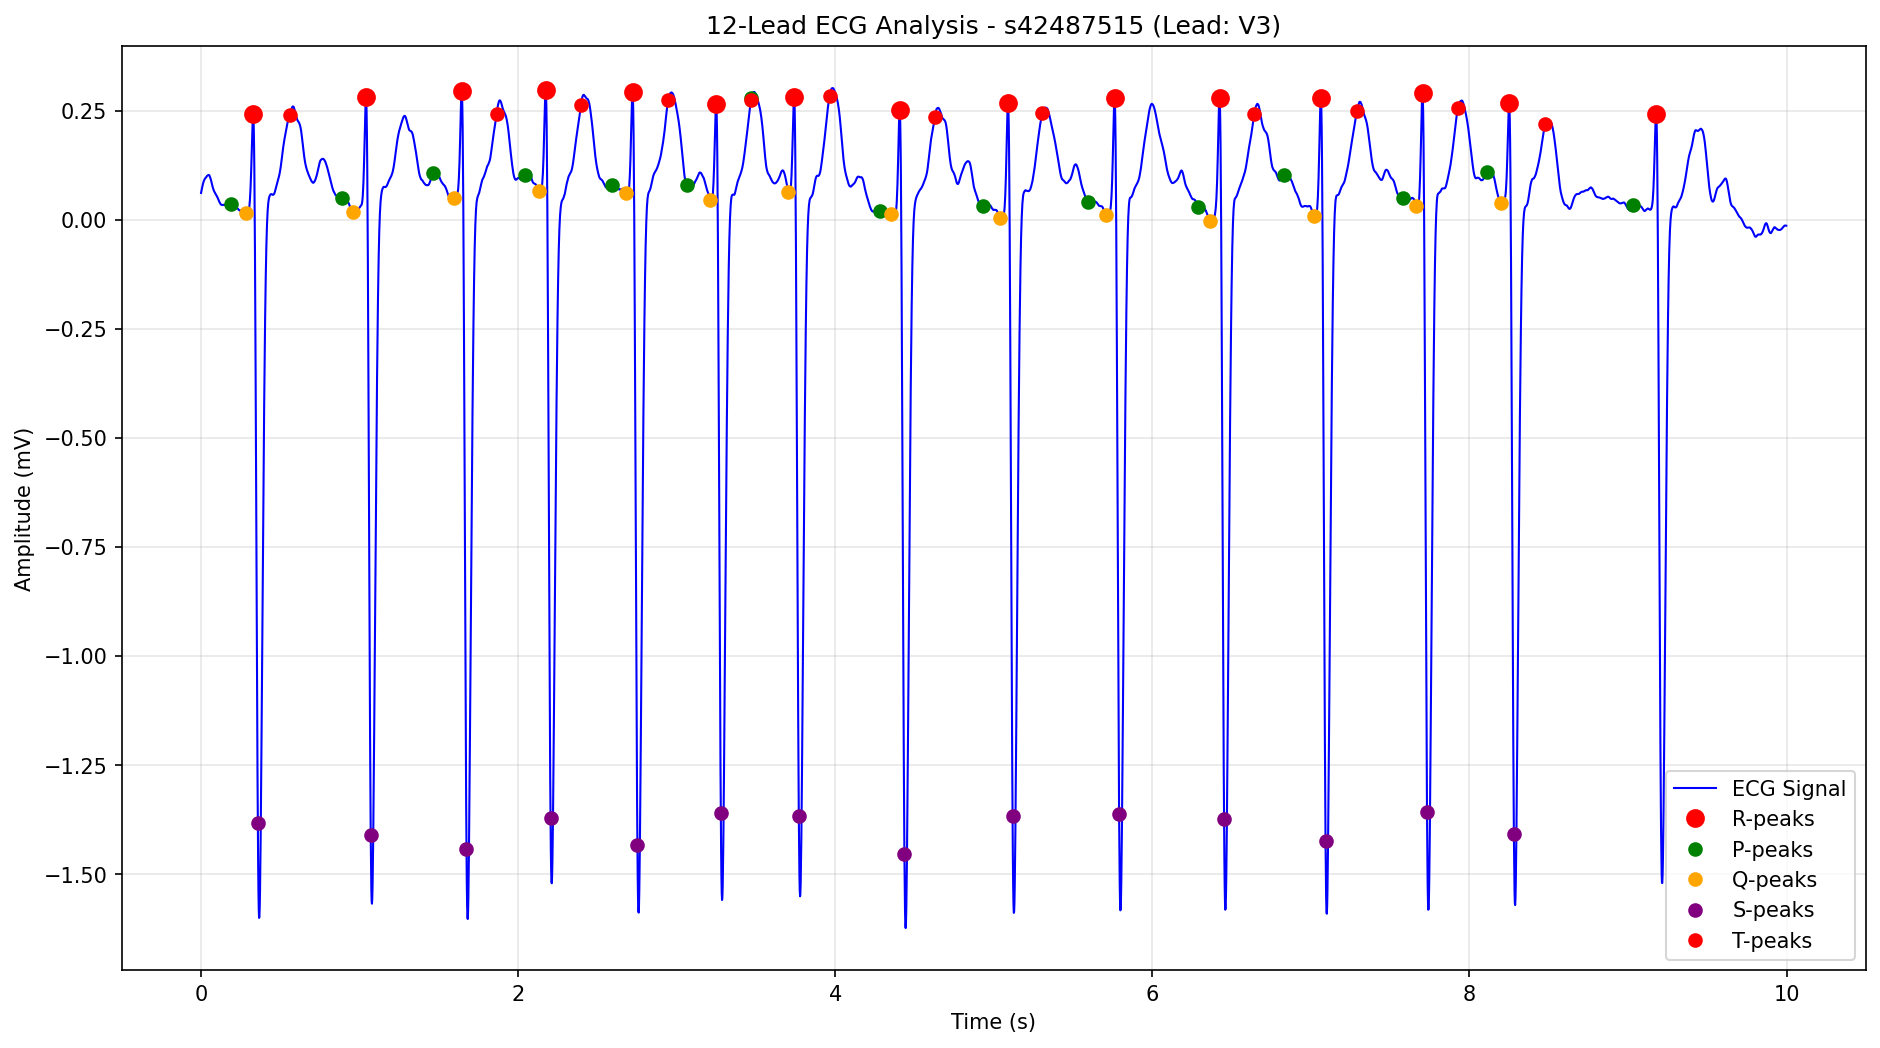 12-Lead ECG Analysis - s42487515 (Lead: V3)
0.25
0.00
−0.25
−0.50
−0.75
−1.00
−1.25
−1.50
Amplitude (mV)
0 2 4 6 8 10
Time (s)
ECG Signal
R-peaks
P-peaks
Q-peaks
S-peaks
T-peaks